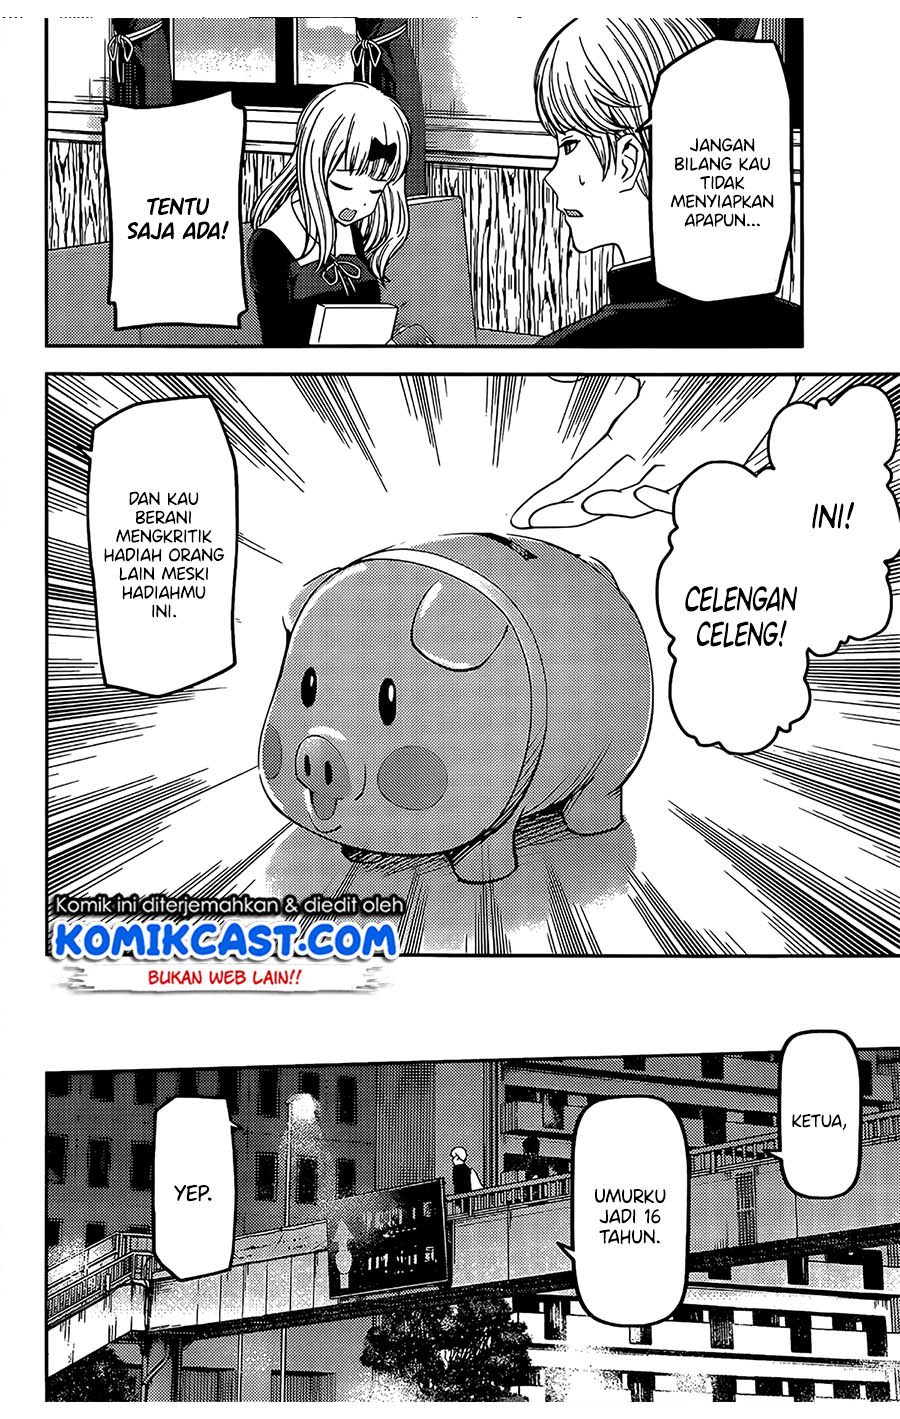 JANGAN
BILANG KAU
TIDAK
MENYIAPKAN
APAPUN...
TENTU
SAJA ADA!
INI!
CELENGAN
CELENG!
DAN KAU
BERANI
MENGKRITIK
HADIAH ORANG
LAIN MESKI
HADIAHMU
INI.
Komik ini diterjemahkan & diedit oleh
KOMIKCAST.COM
BUKAN WEB LAIN!!
KETUA,
UMURKU
JADI 16
TAHUN.
YEP.